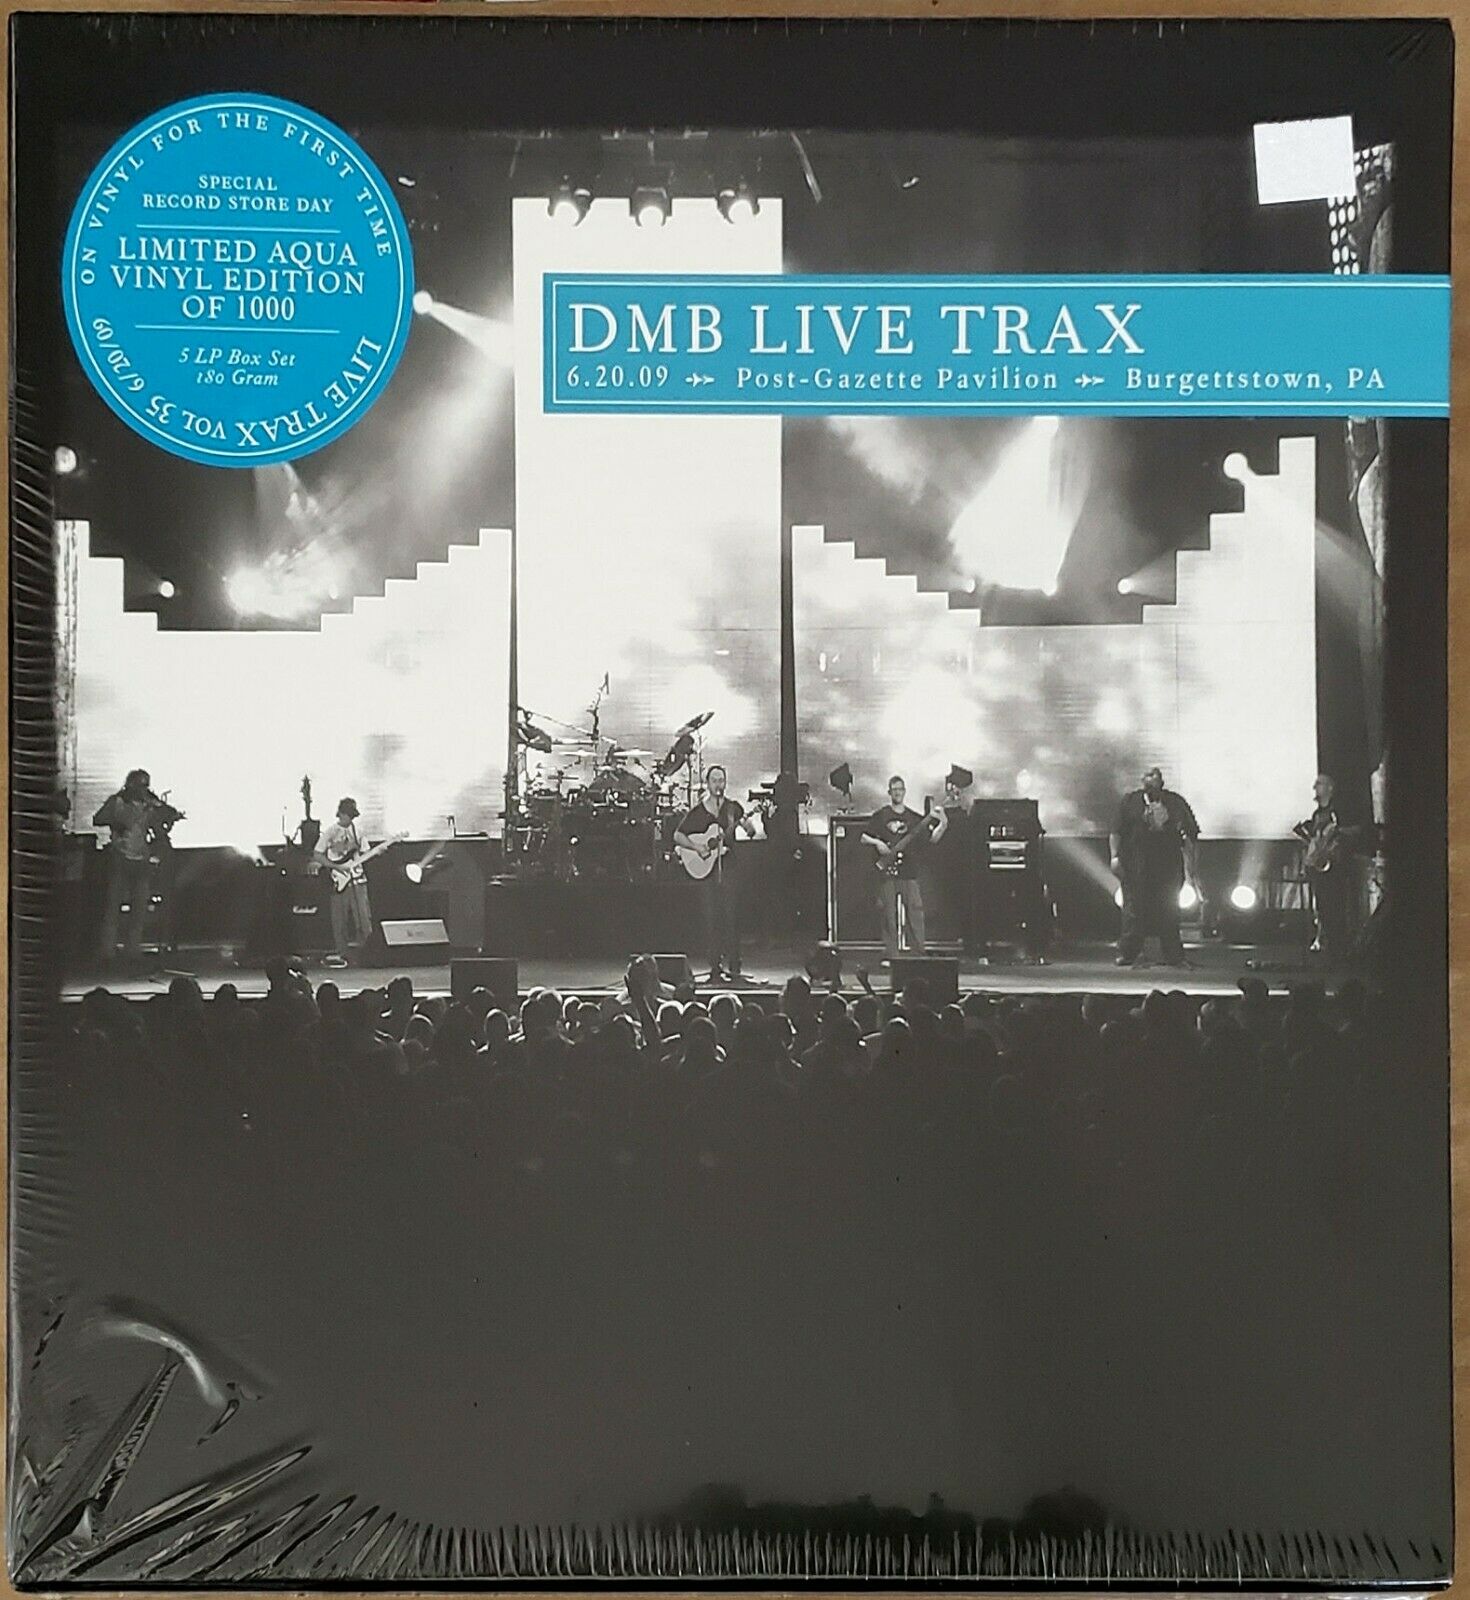 ON VINYL FOR THE FIRST TIME
SPECIAL
RECORD STORE DAY
LIMITED AQUA
VINYL EDITION
OF 1000
5 LP Box Set
180 Gram
LIVE TRAX VOL 35 6/20/09
DMB LIVE TRAX
6.20.09 ➳ Post-Gazette Pavilion ➳ Burgettstown, PA
Marshall